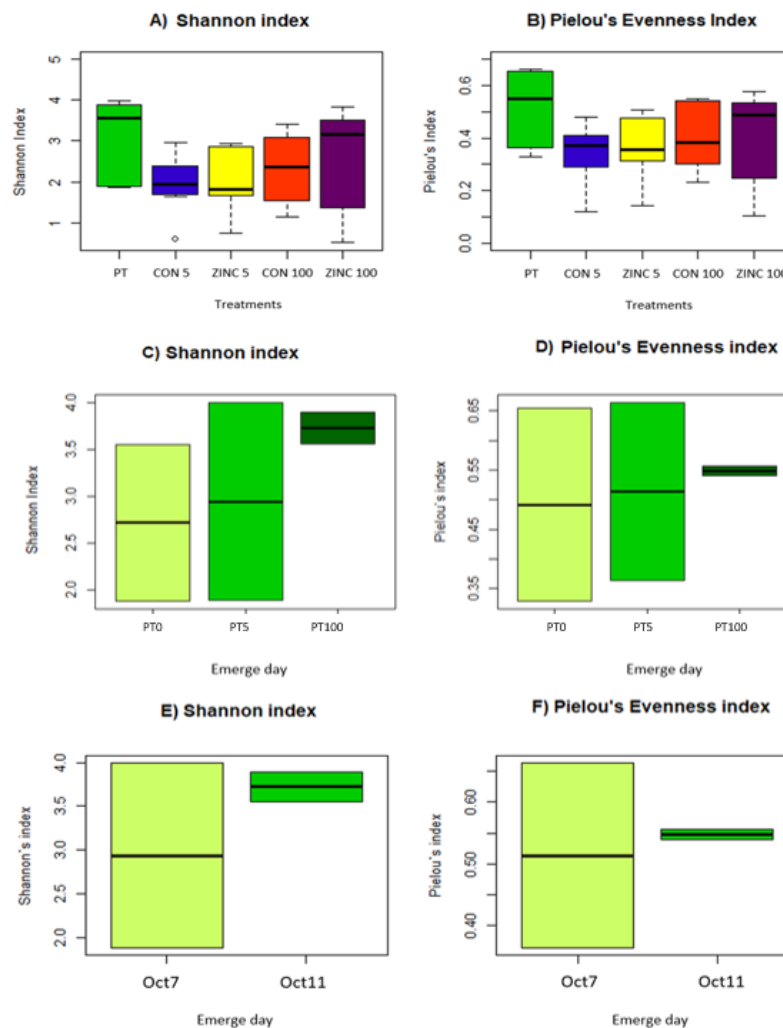 A) Shannon index
B) Pielou's Evenness Index
Shannon Index
5
4
3
2
1
PT CON 5 ZINC 5 CON 100 ZINC 100
Treatments
Pielou's Index
0.6
0.4
0.2
0.0
PT CON 5 ZINC 5 CON 100 ZINC 100
Treatments
C) Shannon index
D) Pielou's Evenness index
Shannon Index
4.0
3.5
3.0
2.5
2.0
PT0 PT5 PT100
Emerge day
Pielou's index
0.65
0.55
0.45
0.35
PT0 PT5 PT100
Emerge day
E) Shannon index
F) Pielou's Evenness index
Shannon`s index
4.0
3.5
3.0
2.5
2.0
Oct7 Oct11
Emerge day
Pielou`s index
0.60
0.50
0.40
Oct7 Oct11
Emerge day